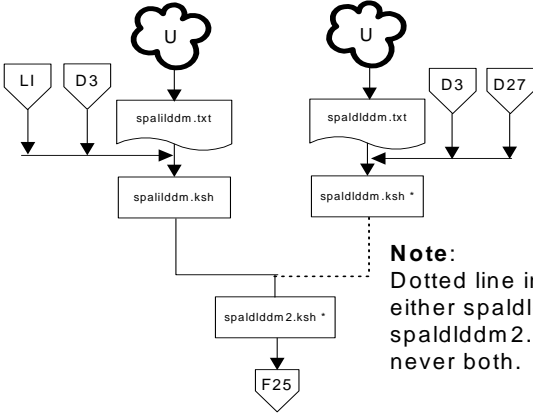 U
U
LI
D3
D3
D27
spalilddm.txt
spaldlddm.txt
spalilddm.ksh
spaldlddm.ksh *
Note:
Dotted line in
either spaldl
spaldlddm2.
never both.
spaldlddm2.ksh *
F25